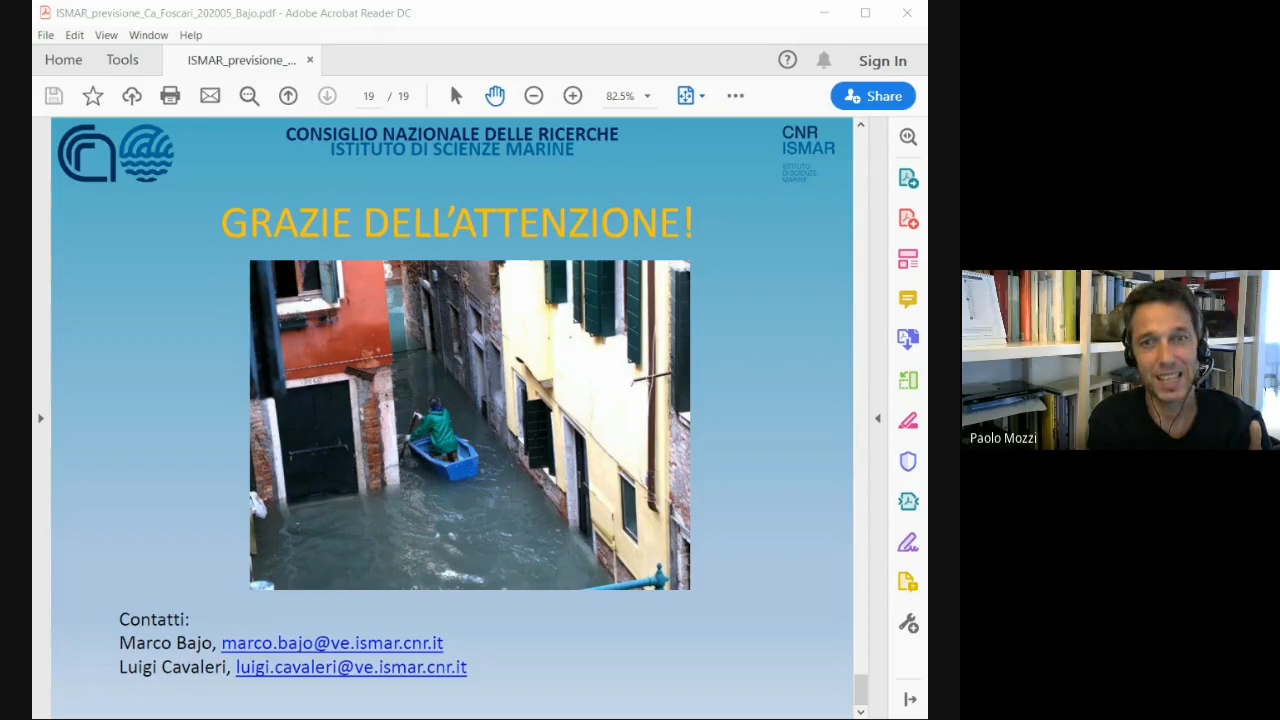 ISMAR_previsione_Ca_Foscari_202005_Bajo.pdf - Adobe Acrobat Reader DC
File Edit View Window Help
Home Tools ISMAR_previsione_... × Sign In
19 / 19 82.5% Share
CONSIGLIO NAZIONALE DELLE RICERCHE
ISTITUTO DI SCIENZE MARINE
CNR
ISMAR
ISTITUTO
DI SCIENZE
MARINE
GRAZIE DELL'ATTENZIONE!
Contatti:
Marco Bajo, marco.bajo@ve.ismar.cnr.it
Luigi Cavaleri, luigi.cavaleri@ve.ismar.cnr.it
Paolo Mozzi